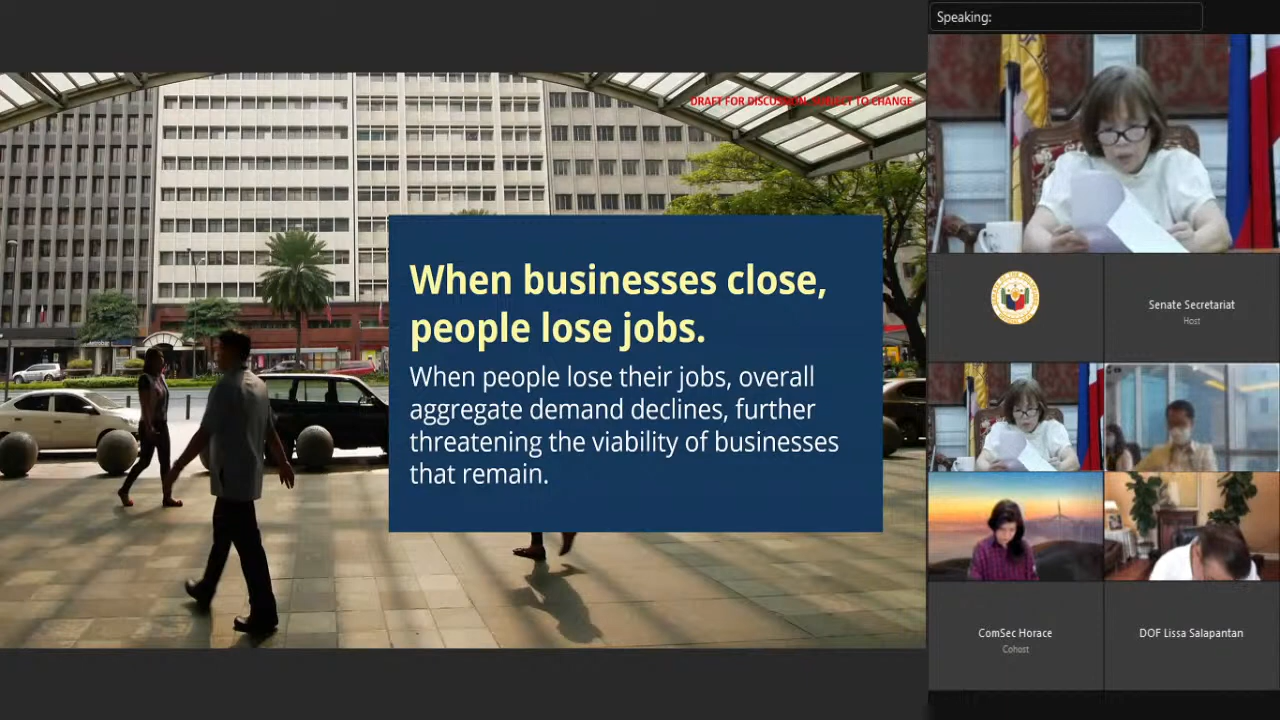 Speaking:
DRAFT FOR DISCUSSION, SUBJECT TO CHANGE
When businesses close,
people lose jobs.
When people lose their jobs, overall
aggregate demand declines, further
threatening the viability of businesses
that remain.
Senate Secretariat
Host
ComSec Horace
Cohost
DOF Lissa Salapantan